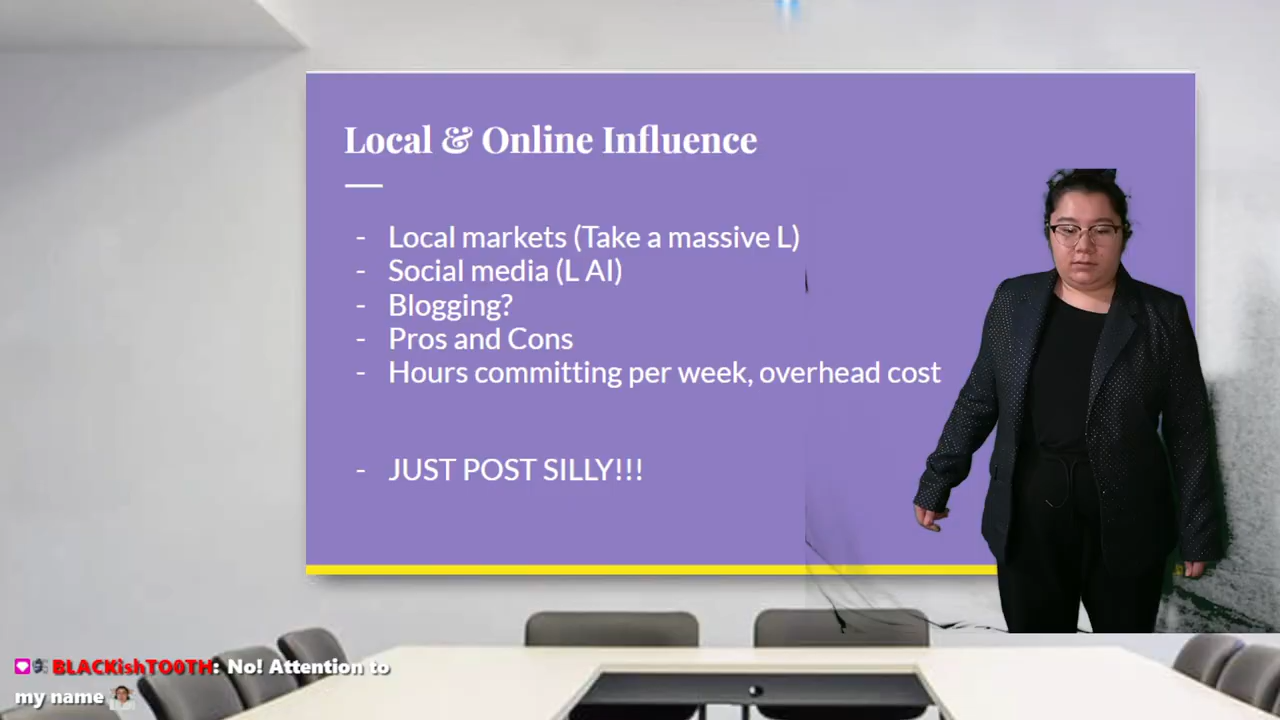 Local & Online Influence
- Local markets (Take a massive L)
- Social media (L AI)
- Blogging?
- Pros and Cons
- Hours committing per week, overhead cost
- JUST POST SILLY!!!
BLACKishTO0TH: No! Attention to
my name